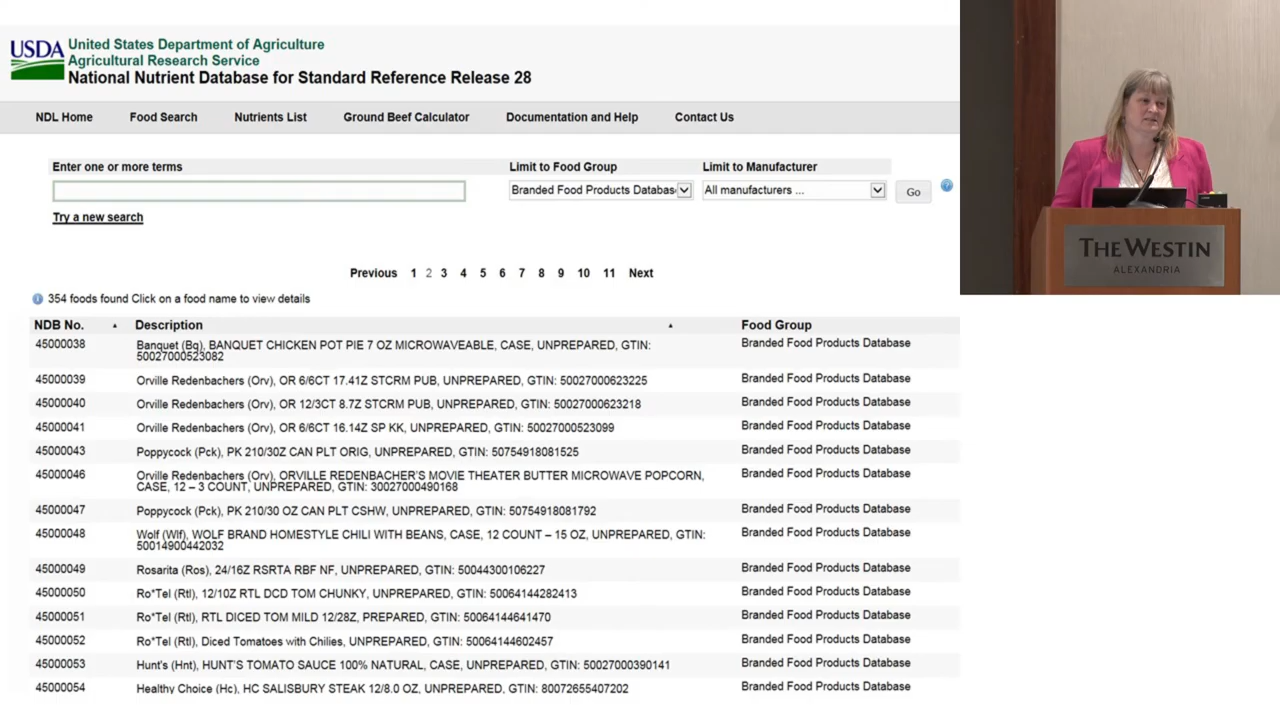 USDA
United States Department of Agriculture
Agricultural Research Service
National Nutrient Database for Standard Reference Release 28
NDL Home Food Search Nutrients List Ground Beef Calculator Documentation and Help Contact Us
Enter one or more terms Limit to Food Group Limit to Manufacturer
Branded Food Products Databas All manufacturers ... Go
Try a new search
Previous 1 2 3 4 5 6 7 8 9 10 11 Next
354 foods found Click on a food name to view details
NDB No. Description Food Group
45000038 Banquet (Bq), BANQUET CHICKEN POT PIE 7 OZ MICROWAVEABLE, CASE, UNPREPARED, GTIN: Branded Food Products Database
50027000523082
45000039 Orville Redenbachers (Orv), OR 6/6CT 17.41Z STCRM PUB, UNPREPARED, GTIN: 50027000623225 Branded Food Products Database
45000040 Orville Redenbachers (Orv), OR 12/3CT 8.7Z STCRM PUB, UNPREPARED, GTIN: 50027000623218 Branded Food Products Database
45000041 Orville Redenbachers (Orv), OR 6/6CT 16.14Z SP KK, UNPREPARED, GTIN: 50027000523099 Branded Food Products Database
45000043 Poppycock (Pck), PK 210/30Z CAN PLT ORIG, UNPREPARED, GTIN: 50754918081525 Branded Food Products Database
45000046 Orville Redenbachers (Orv), ORVILLE REDENBACHER'S MOVIE THEATER BUTTER MICROWAVE POPCORN, Branded Food Products Database
CASE, 12 – 3 COUNT, UNPREPARED, GTIN: 30027000490168
45000047 Poppycock (Pck), PK 210/30 OZ CAN PLT CSHW, UNPREPARED, GTIN: 50754918081792 Branded Food Products Database
45000048 Wolf (Wlf), WOLF BRAND HOMESTYLE CHILI WITH BEANS, CASE, 12 COUNT – 15 OZ, UNPREPARED, GTIN: Branded Food Products Database
50014900442032
45000049 Rosarita (Ros), 24/16Z RSRTA RBF NF, UNPREPARED, GTIN: 50044300106227 Branded Food Products Database
45000050 Ro*Tel (Rtl), 12/10Z RTL DCD TOM CHUNKY, UNPREPARED, GTIN: 50064144282413 Branded Food Products Database
45000051 Ro*Tel (Rtl), RTL DICED TOM MILD 12/28Z, PREPARED, GTIN: 50064144641470 Branded Food Products Database
45000052 Ro*Tel (Rtl), Diced Tomatoes with Chilies, UNPREPARED, GTIN: 50064144602457 Branded Food Products Database
45000053 Hunt's (Hnt), HUNT'S TOMATO SAUCE 100% NATURAL, CASE, UNPREPARED, GTIN: 50027000390141 Branded Food Products Database
45000054 Healthy Choice (Hc), HC SALISBURY STEAK 12/8.0 OZ, UNPREPARED, GTIN: 80072655407202 Branded Food Products Database
THE WESTIN
ALEXANDRIA